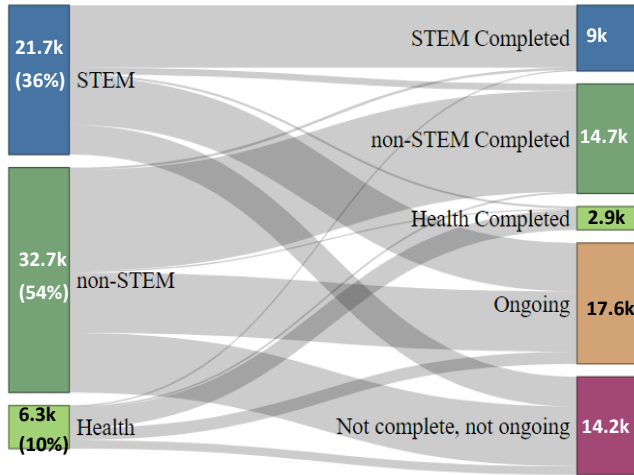 21.7k
(36%)
STEM
32.7k
(54%)
non-STEM
6.3k
(10%)
Health
STEM Completed
9k
non-STEM Completed
14.7k
Health Completed
2.9k
Ongoing
17.6k
Not complete, not ongoing
14.2k